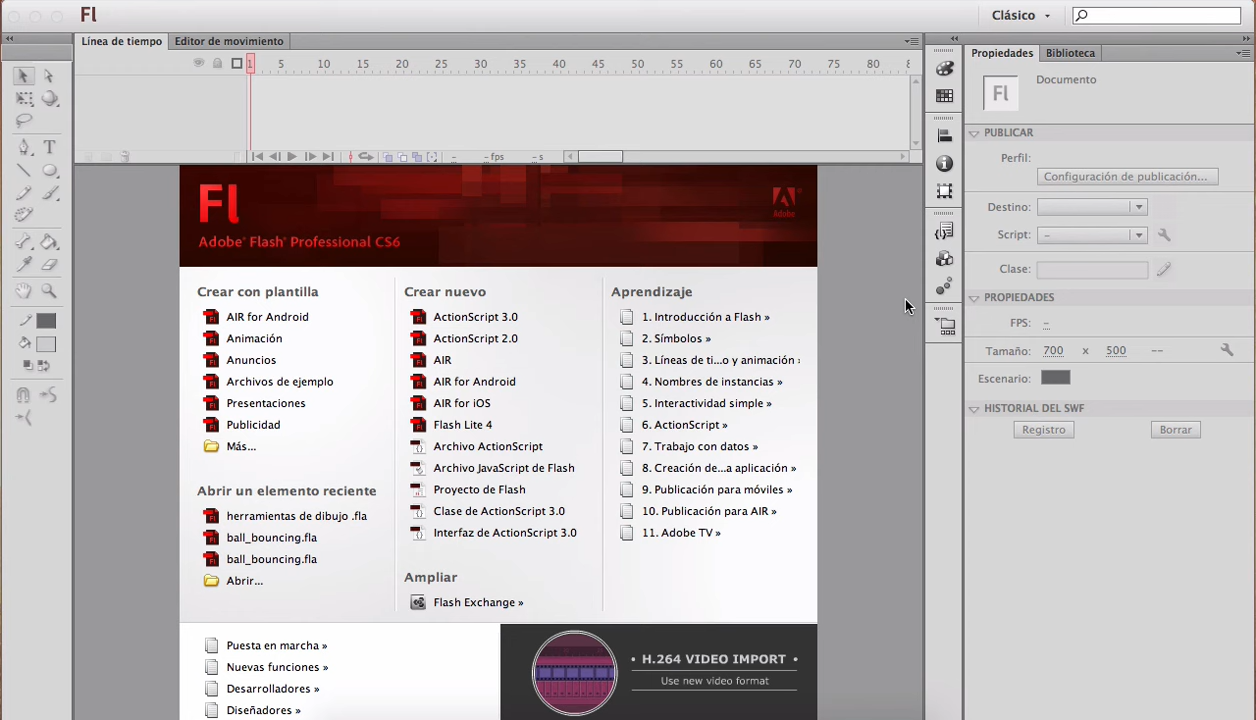 Fl
Clásico
Línea de tiempo
Editor de movimiento
1 5 10 15 20 25 30 35 40 45 50 55 60 65 70 75 80
- - fps - s
Fl
Adobe
Adobe® Flash® Professional CS6
Crear con plantilla
AIR for Android
Animación
Anuncios
Archivos de ejemplo
Presentaciones
Publicidad
Más...
Abrir un elemento reciente
herramientas de dibujo .fla
ball_bouncing.fla
ball_bouncing.fla
Abrir...
Crear nuevo
ActionScript 3.0
ActionScript 2.0
AIR
AIR for Android
AIR for iOS
Flash Lite 4
Archivo ActionScript
Archivo JavaScript de Flash
Proyecto de Flash
Clase de ActionScript 3.0
Interfaz de ActionScript 3.0
Ampliar
Flash Exchange »
Aprendizaje
1. Introducción a Flash »
2. Símbolos »
3. Líneas de ti...o y animación
4. Nombres de instancias »
5. Interactividad simple »
6. ActionScript »
7. Trabajo con datos »
8. Creación de...a aplicación »
9. Publicación para móviles »
10. Publicación para AIR »
11. Adobe TV »
Puesta en marcha »
Nuevas funciones »
Desarrolladores »
Diseñadores »
• H.264 VIDEO IMPORT •
Use new video format
Propiedades
Biblioteca
Fl
Documento
PUBLICAR
Perfil:
Configuración de publicación...
Destino:
Script: -
Clase:
PROPIEDADES
FPS: -
Tamaño: 700 x 500 --
Escenario:
HISTORIAL DEL SWF
Registro
Borrar